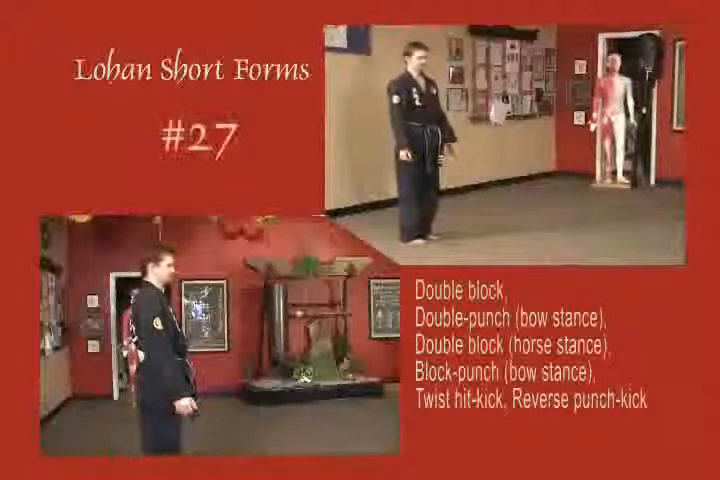 Lohan Short Forms
#27
Double block,
Double-punch (bow stance),
Double block (horse stance),
Block-punch (bow stance),
Twist hit-kick, Reverse punch-kick